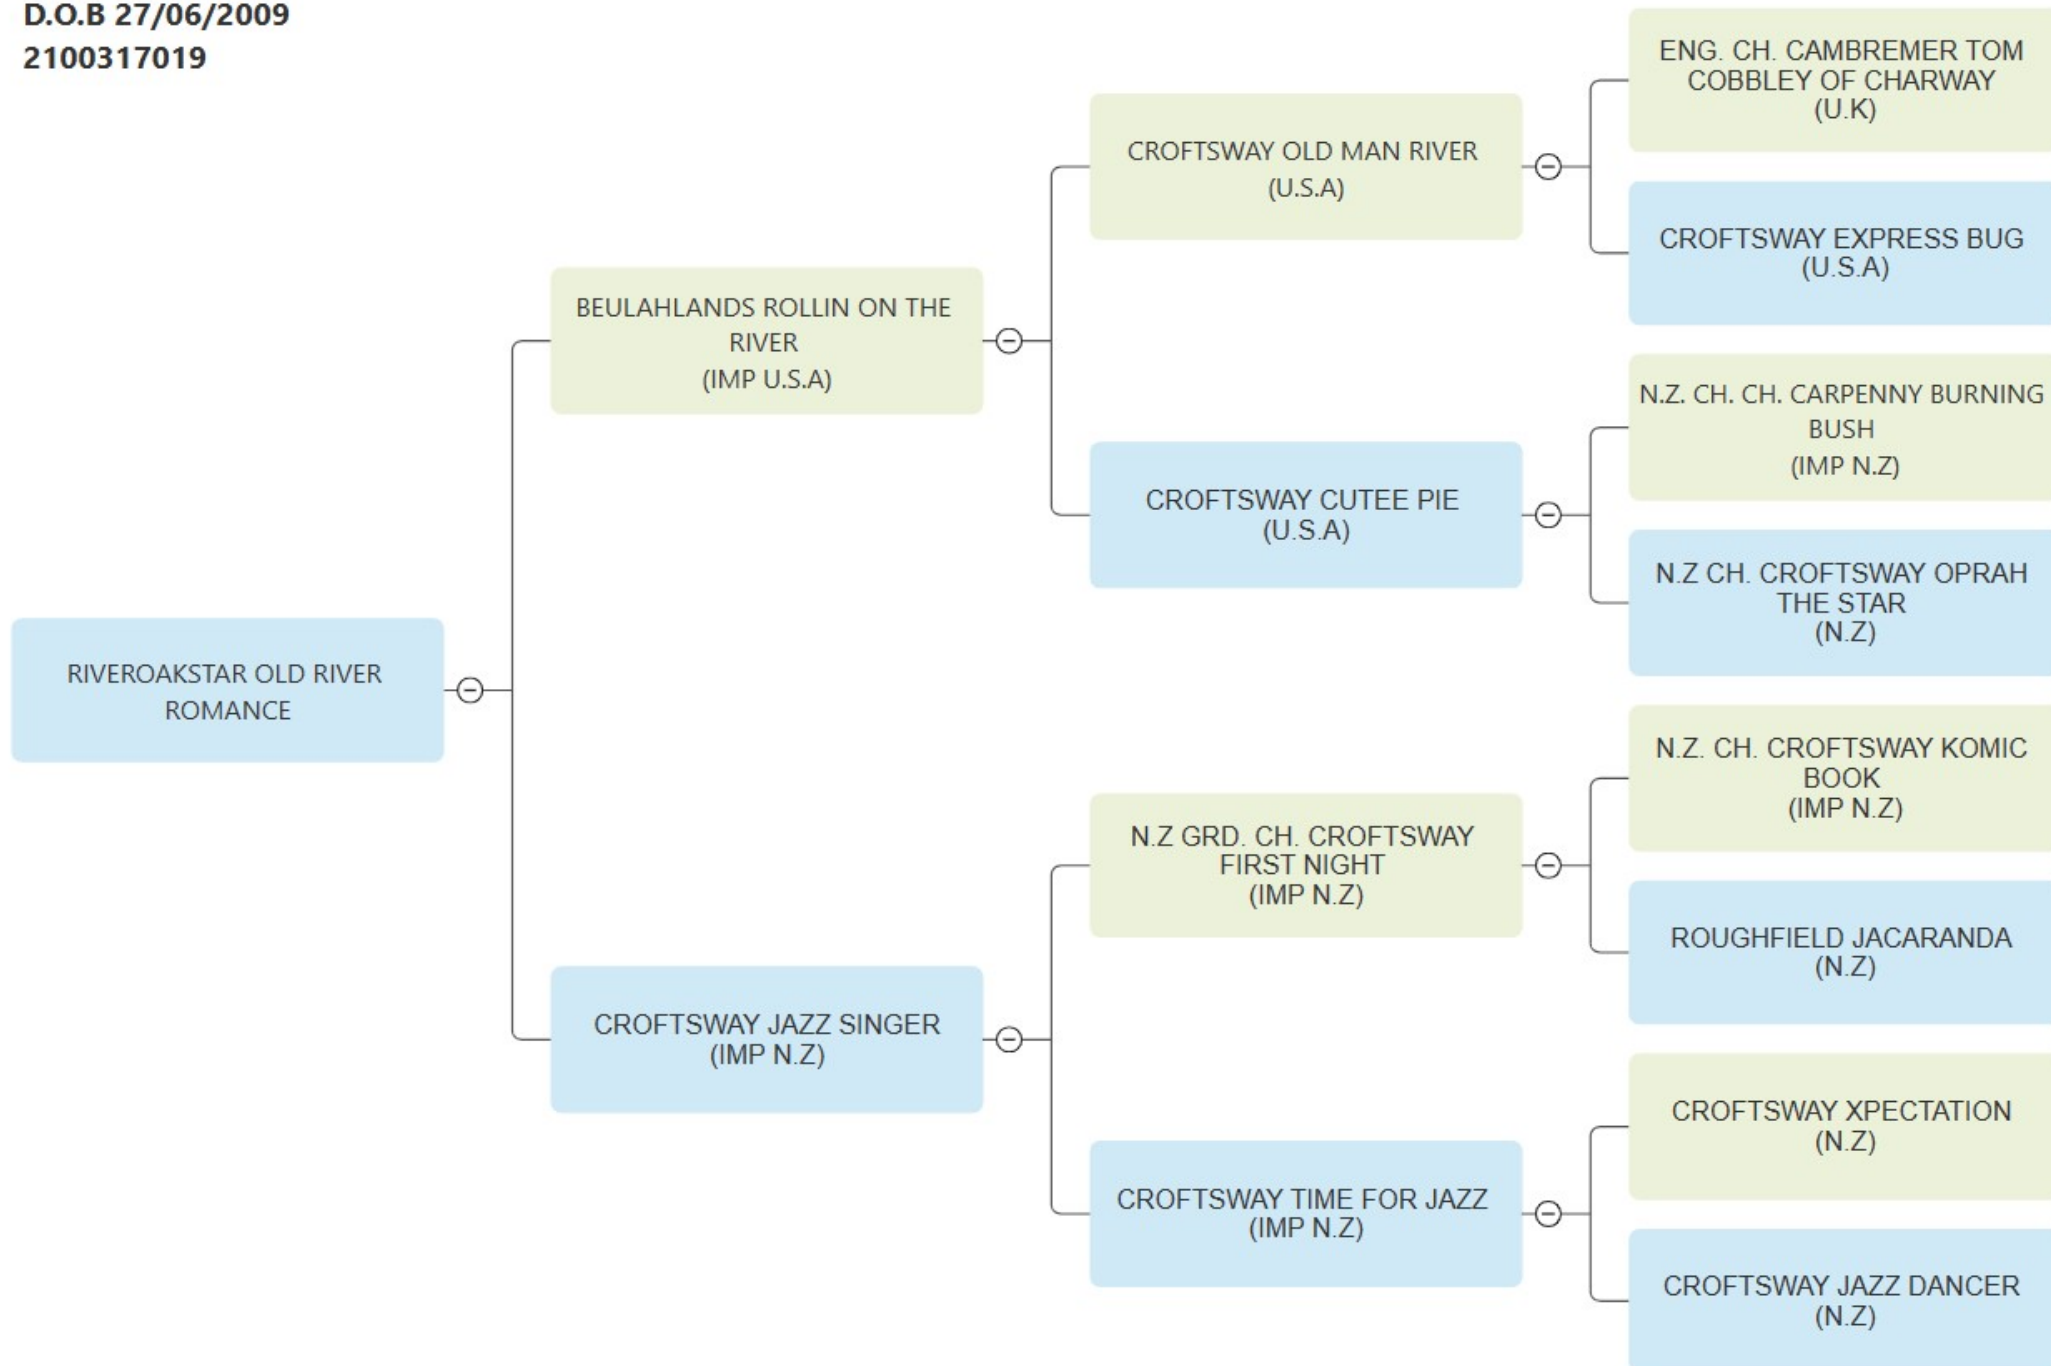 D.O.B 27/06/2009
2100317019
RIVEROAKSTAR OLD RIVER
ROMANCE
BEULAHLANDS ROLLIN ON THE
RIVER
(IMP U.S.A)
CROFTSWAY JAZZ SINGER
(IMP N.Z)
CROFTSWAY OLD MAN RIVER
(U.S.A)
CROFTSWAY CUTEE PIE
(U.S.A)
N.Z GRD. CH. CROFTSWAY
FIRST NIGHT
(IMP N.Z)
CROFTSWAY TIME FOR JAZZ
(IMP N.Z)
ENG. CH. CAMBREMER TOM
COBBLEY OF CHARWAY
(U.K)
CROFTSWAY EXPRESS BUG
(U.S.A)
N.Z. CH. CH. CARPENNY BURNING
BUSH
(IMP N.Z)
N.Z CH. CROFTSWAY OPRAH
THE STAR
(N.Z)
N.Z. CH. CROFTSWAY KOMIC
BOOK
(IMP N.Z)
ROUGHFIELD JACARANDA
(N.Z)
CROFTSWAY XPECTATION
(N.Z)
CROFTSWAY JAZZ DANCER
(N.Z)